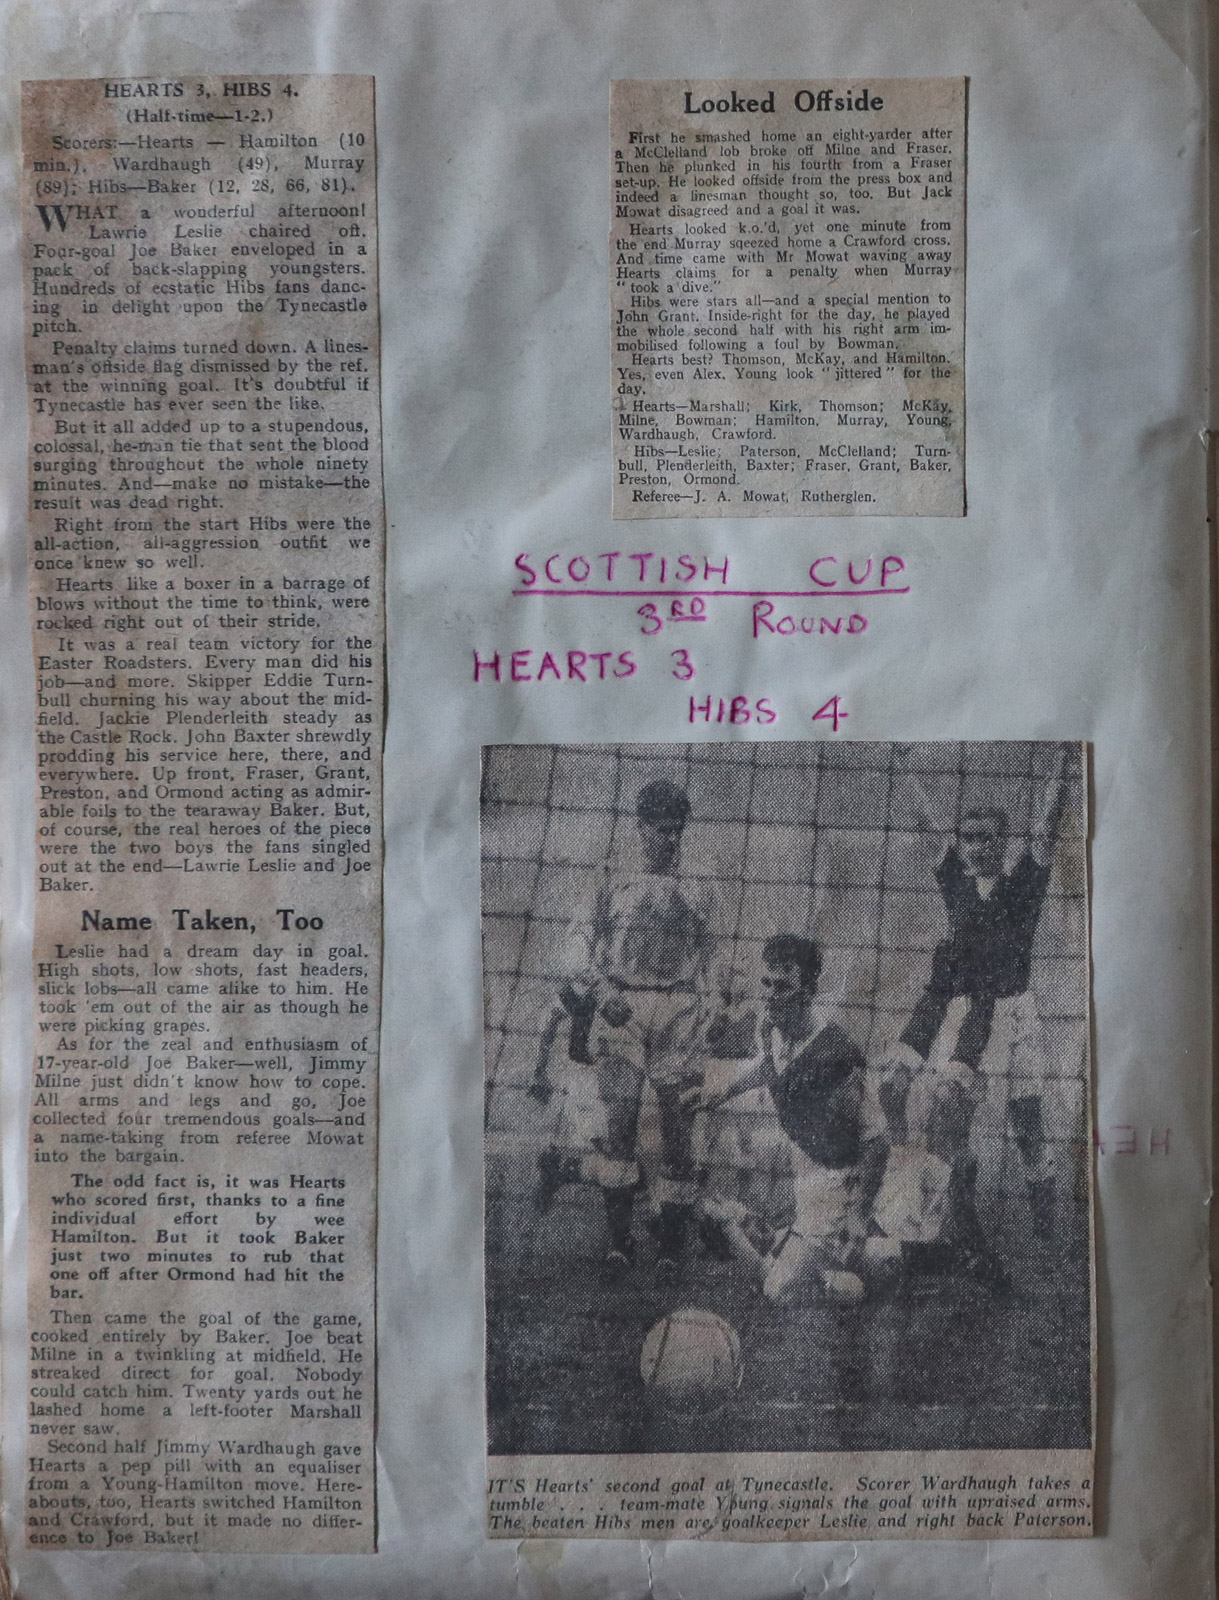 HEARTS 3, HIBS 4.
(Half-time—1-2.)
Scorers:—Hearts — Hamilton (10
min.), Wardhaugh (49), Murray
(89); Hibs—Baker (12, 28, 66, 81).
WHAT a wonderful afternoon!
Lawrie Leslie chaired off.
Four-goal Joe Baker enveloped in a
pack of back-slapping youngsters.
Hundreds of ecstatic Hibs fans danc-
ing in delight upon the Tynecastle
pitch.
Penalty claims turned down. A lines-
man's offside flag dismissed by the ref.
at the winning goal. It's doubtful if
Tynecastle has ever seen the like.
But it all added up to a stupendous,
colossal, he-man tie that sent the blood
surging throughout the whole ninety
minutes. And—make no mistake—the
result was dead right.
Right from the start Hibs were the
all-action, all-aggression outfit we
once knew so well.
Hearts like a boxer in a barrage of
blows without the time to think, were
rocked right out of their stride.
It was a real team victory for the
Easter Roadsters. Every man did his
job—and more. Skipper Eddie Turn-
bull churning his way about the mid-
field. Jackie Plenderleith steady as
the Castle Rock. John Baxter shrewdly
prodding his service here, there, and
everywhere. Up front, Fraser, Grant,
Preston, and Ormond acting as admir-
able foils to the tearaway Baker. But,
of course, the real heroes of the piece
were the two boys the fans singled
out at the end—Lawrie Leslie and Joe
Baker.
Name Taken, Too
Leslie had a dream day in goal.
High shots, low shots, fast headers,
slick lobs—all came alike to him. He
took 'em out of the air as though he
were picking grapes.
As for the zeal and enthusiasm of
17-year-old Joe Baker—well, Jimmy
Milne just didn't know how to cope.
All arms and legs and go, Joe
collected four tremendous goals—and
a name-taking from referee Mowat
into the bargain.
The odd fact is, it was Hearts
who scored first, thanks to a fine
individual effort by wee
Hamilton. But it took Baker
just two minutes to rub that
one off after Ormond had hit the
bar.
Then came the goal of the game,
cooked entirely by Baker. Joe beat
Milne in a twinkling at midfield. He
streaked direct for goal. Nobody
could catch him. Twenty yards out he
lashed home a left-footer Marshall
never saw.
Second half Jimmy Wardhaugh gave
Hearts a pep pill with an equaliser
from a Young-Hamilton move. Here-
abouts, too, Hearts switched Hamilton
and Crawford, but it made no differ-
ence to Joe Baker!
Looked Offside
First he smashed home an eight-yarder after
a McClelland lob broke off Milne and Fraser.
Then he plunked in his fourth from a Fraser
set-up. He looked offside from the press box and
indeed a linesman thought so, too. But Jack
Mowat disagreed and a goal it was.
Hearts looked k.o.'d, yet one minute from
the end Murray sqeezed home a Crawford cross.
And time came with Mr Mowat waving away
Hearts claims for a penalty when Murray
"took a dive."
Hibs were stars all—and a special mention to
John Grant. Inside-right for the day, he played
the whole second half with his right arm im-
mobilised following a foul by Bowman.
Hearts best? Thomson, McKay, and Hamilton.
Yes, even Alex. Young look "jittered" for the
day.
Hearts—Marshall; Kirk, Thomson; McKay,
Milne, Bowman; Hamilton, Murray, Young,
Wardhaugh, Crawford.
Hibs—Leslie; Paterson, McClelland; Turn-
bull, Plenderleith, Baxter; Fraser, Grant, Baker,
Preston, Ormond.
Referee—J. A. Mowat, Rutherglen.
SCOTTISH CUP
3RD ROUND
HEARTS 3
HIBS 4
IT'S Hearts' second goal at Tynecastle. Scorer Wardhaugh takes a
tumble . . . team-mate Young signals the goal with upraised arms.
The beaten Hibs men are goalkeeper Leslie and right back Paterson.